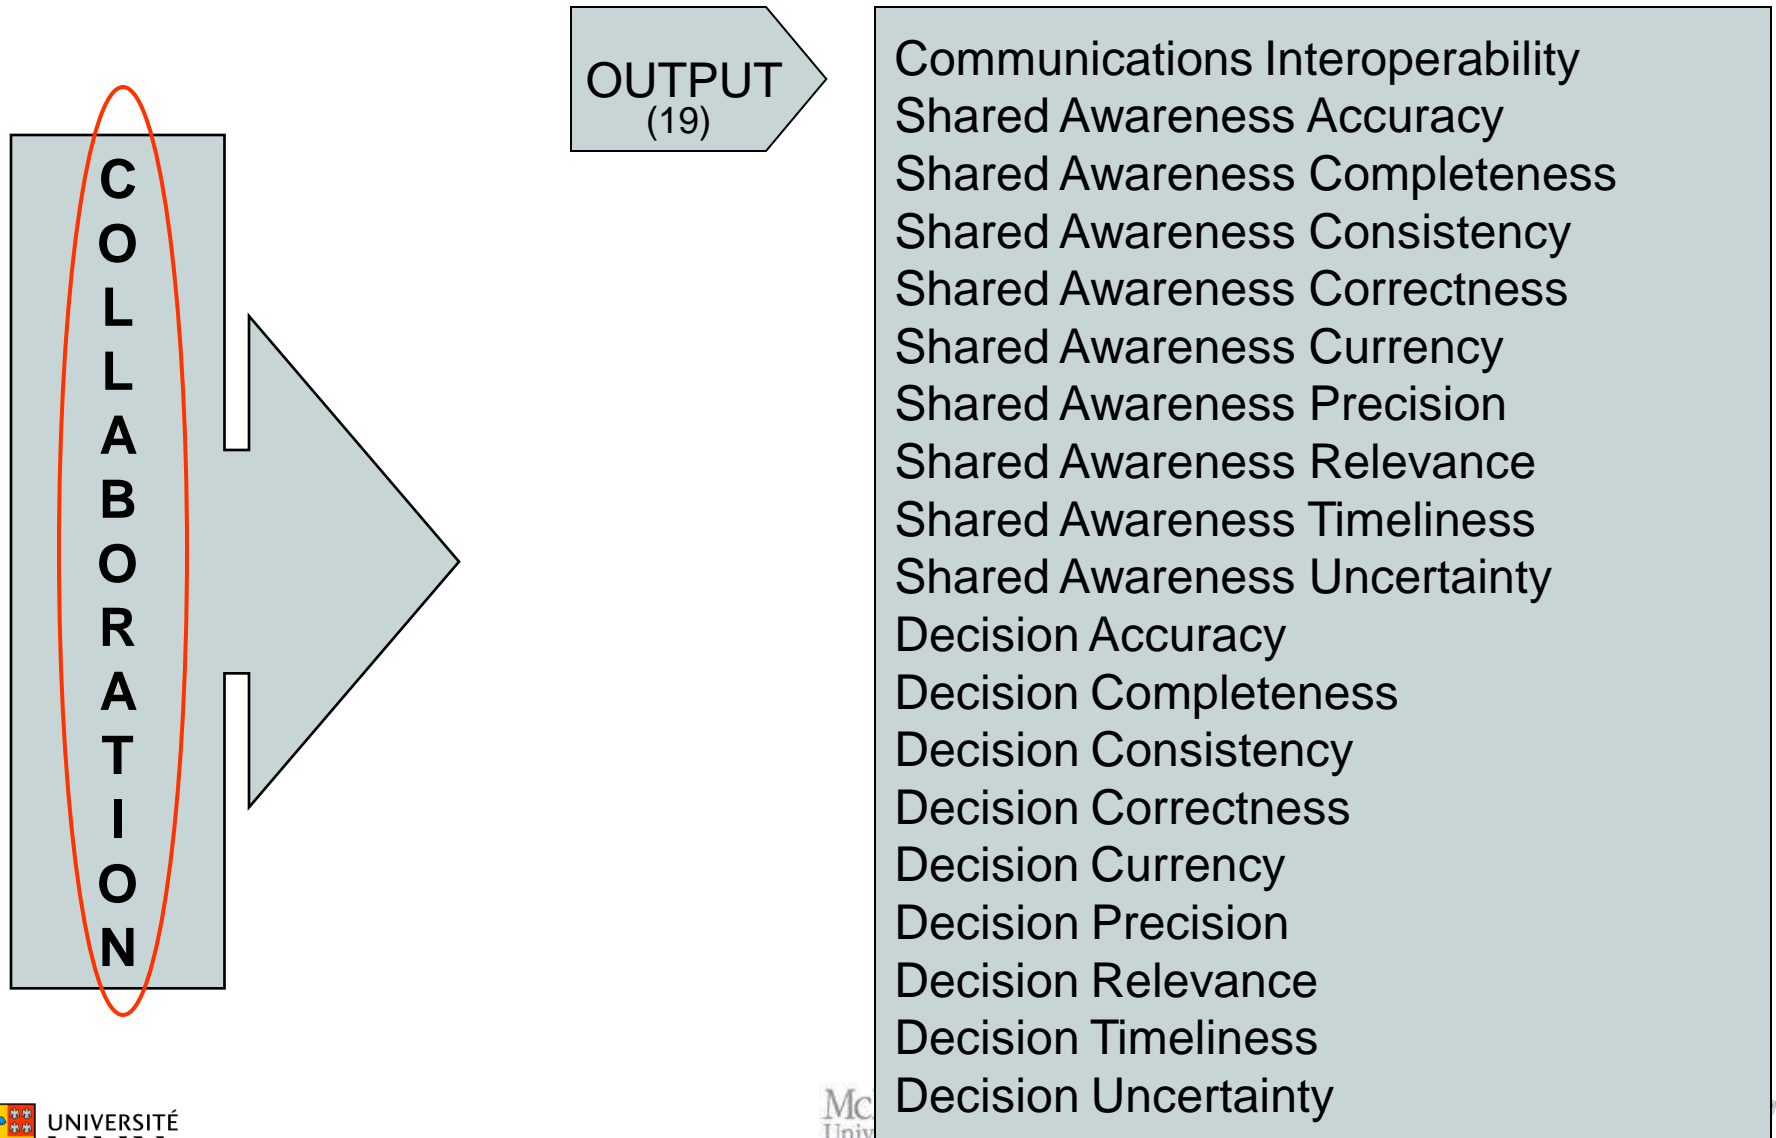 COLLABORATION
OUTPUT
(19)
Communications Interoperability
Shared Awareness Accuracy
Shared Awareness Completeness
Shared Awareness Consistency
Shared Awareness Correctness
Shared Awareness Currency
Shared Awareness Precision
Shared Awareness Relevance
Shared Awareness Timeliness
Shared Awareness Uncertainty
Decision Accuracy
Decision Completeness
Decision Consistency
Decision Correctness
Decision Currency
Decision Precision
Decision Relevance
Decision Timeliness
Decision Uncertainty
UNIVERSITÉ